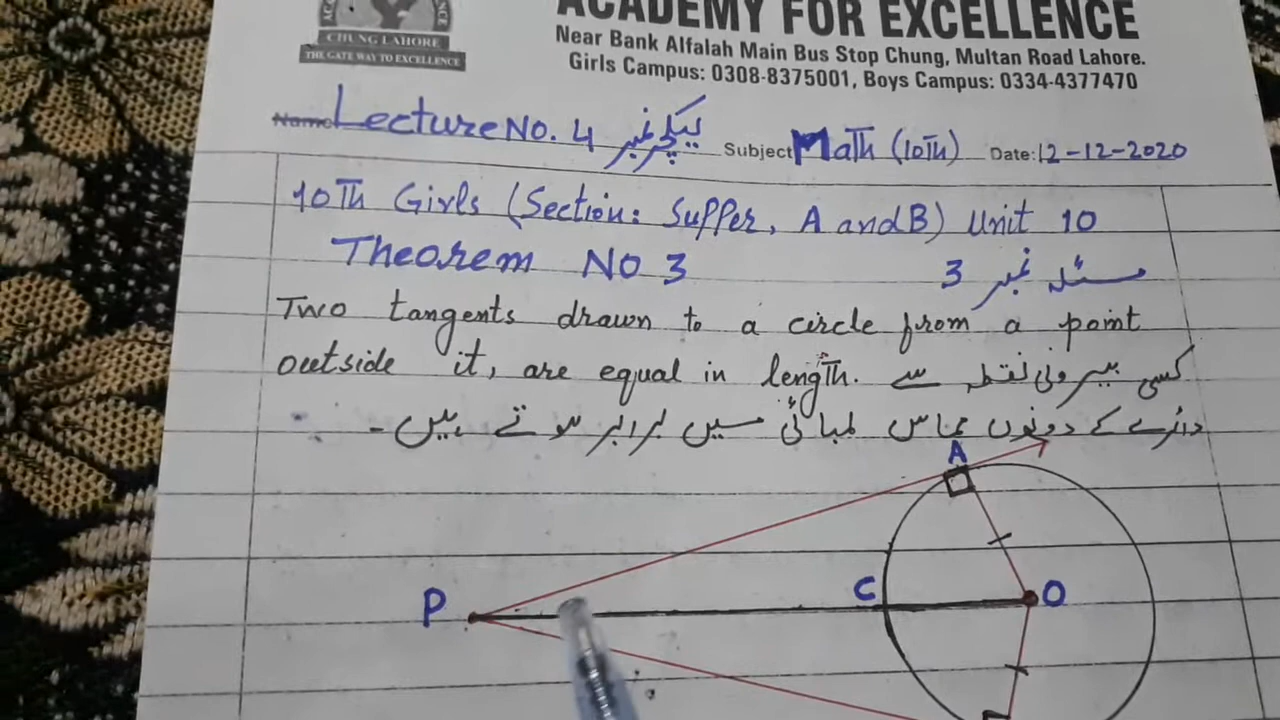 ACADEMY FOR EXCELLENCE
CHUNG LAHORE
THE GATE WAY TO EXCELLENCE
Near Bank Alfalah Main Bus Stop Chung, Multan Road Lahore.
Girls Campus: 0308-8375001, Boys Campus: 0334-4377470
Name Lecture No. 4 لیکچر نمبر Subject Math (10Th) Date: 12-12-2020
10Th Girls (Section: Supper, A and B) Unit 10
Theorem No 3 مسئلہ نمبر 3
Two tangents drawn to a circle from a point
outside it, are equal in length. کسی بیرونی نقطہ سے
دائرے کے دونوں مماس لمبائی میں برابر ہوتے ہیں۔
A
P C O